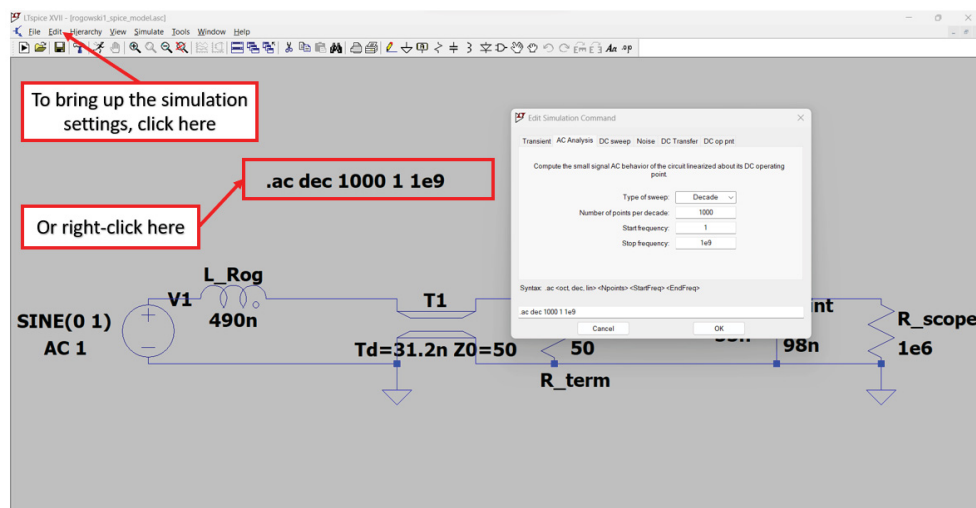 LTspice XVII - [rogowski1_spice_model.asc]
File Edit Hierarchy View Simulate Tools Window Help
To bring up the simulation
settings, click here
.ac dec 1000 1 1e9
Or right-click here
Edit Simulation Command
Transient AC Analysis DC sweep Noise DC Transfer DC op pnt
Compute the small signal AC behavior of the circuit linearized about its DC operating
point.
Type of sweep: Decade
Number of points per decade: 1000
Start frequency: 1
Stop frequency: 1e9
Syntax: .ac <oct, dec, lin> <Npoints> <StartFreq> <EndFreq>
.ac dec 1000 1 1e9
Cancel OK
L_Rog
V1
490n
SINE(0 1)
AC 1
T1
Td=31.2n Z0=50
50
R_term
nt
98n
R_scope
1e6